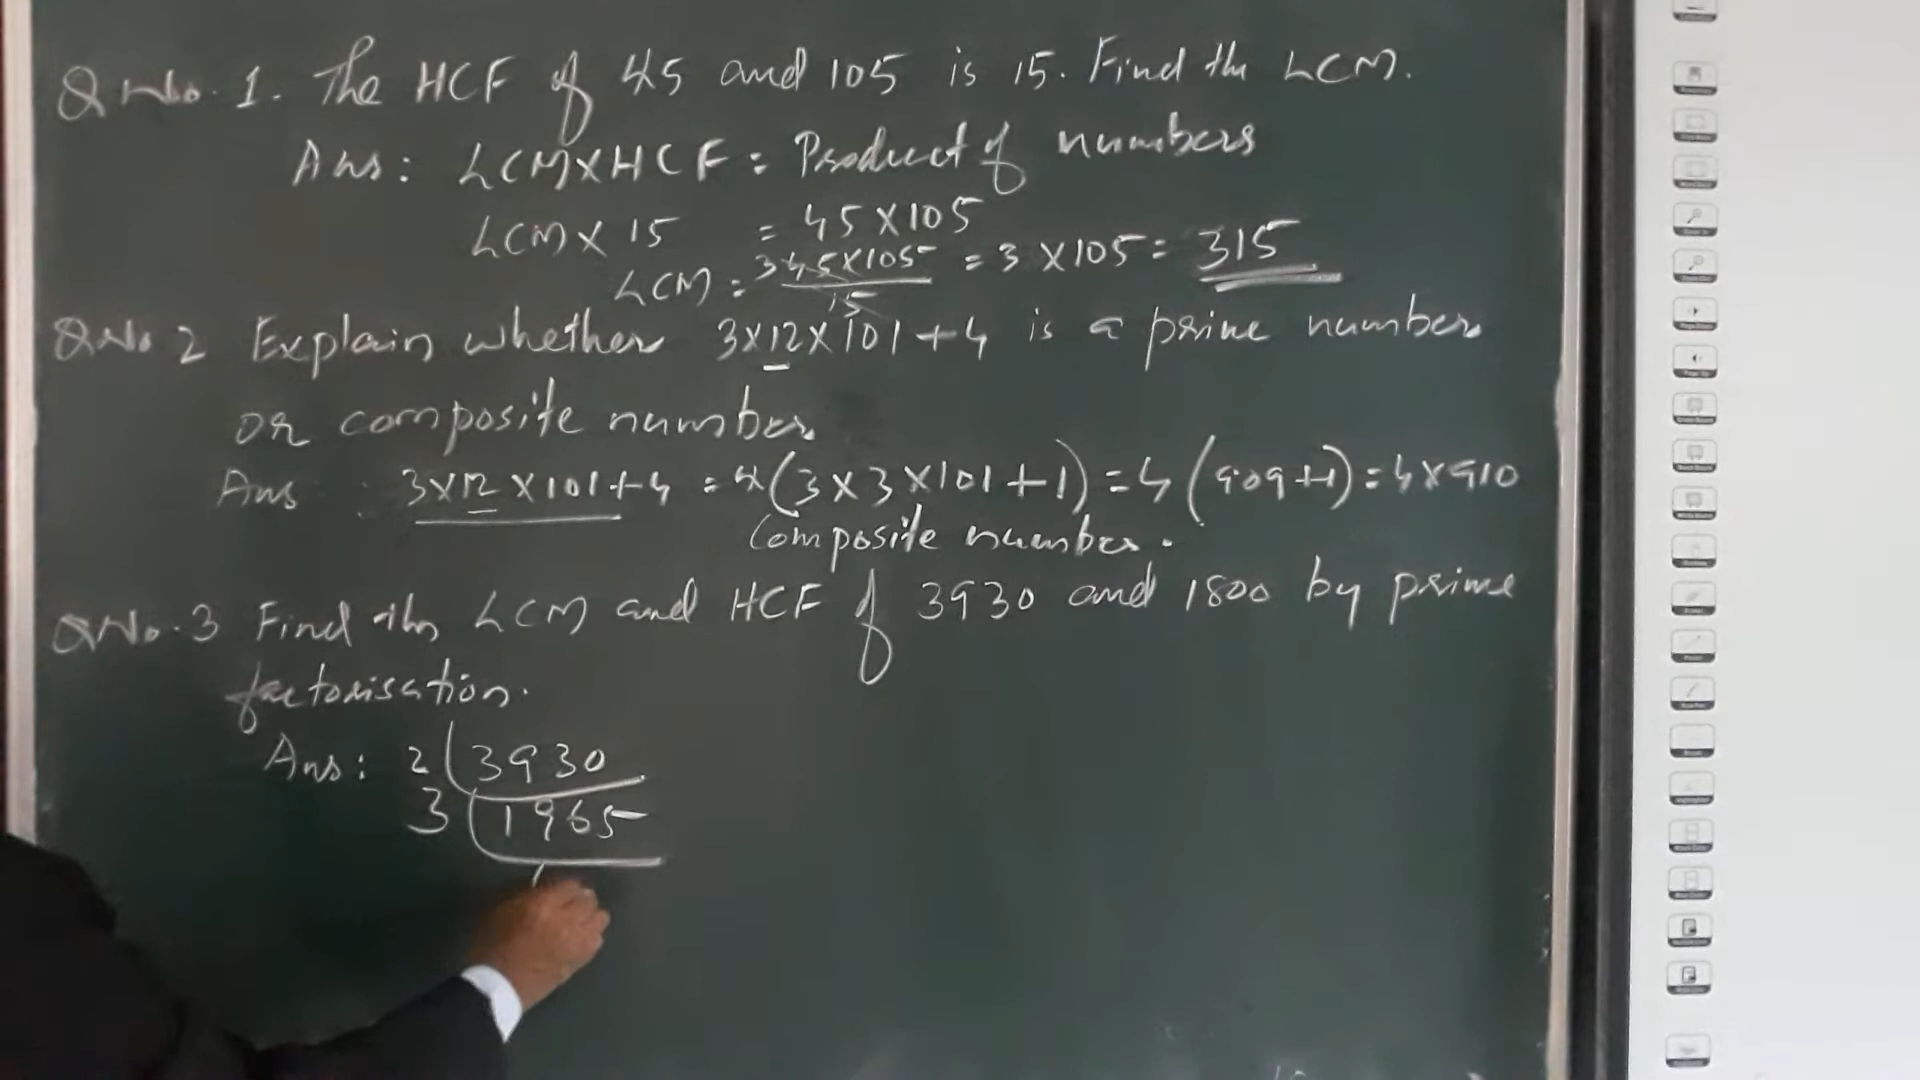 Q No. 1. The HCF of 45 and 105 is 15. Find the LCM.
Ans: LCM X HCF = Product of numbers
LCM X 15 = 45 X 105
LCM = 3 45 X 105 / 15 = 3 X 105 = 315
Q No 2 Explain whether 3 x 12 x 101 + 4 is a prime number
or composite number
Ans : 3 x 12 x 101 + 4 = 4 (3 x 3 x 101 + 1) = 4 (909 + 1) = 4 x 910
Composite number.
Q No. 3 Find the LCM and HCF of 3930 and 1800 by prime
factorisation.
Ans: 2 3930
3 1965